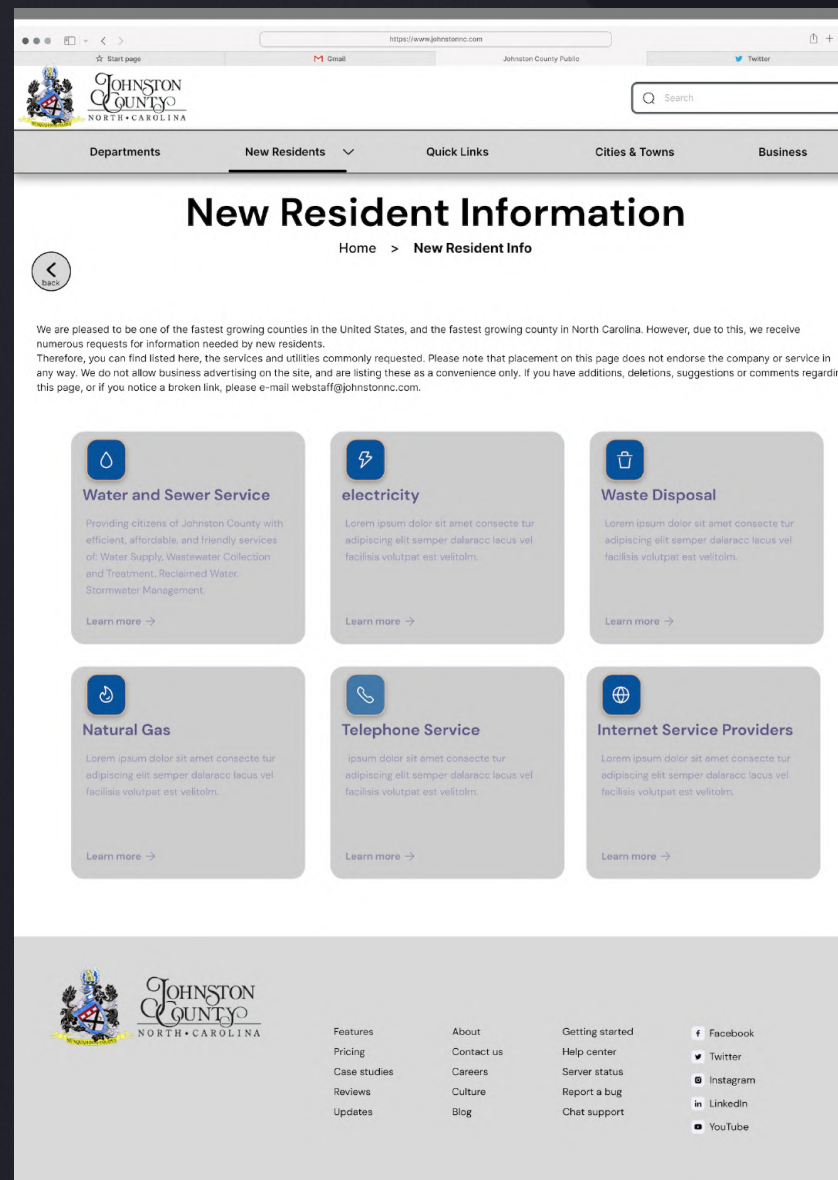 https://www.johnstonnc.com
Start page
Gmail
Johnston County Public
Twitter
JOHNSTON
COUNTY
NORTH • CAROLINA
Search
Departments
New Residents
Quick Links
Cities & Towns
Business
New Resident Information
Home > New Resident Info
back
We are pleased to be one of the fastest growing counties in the United States, and the fastest growing county in North Carolina. However, due to this, we receive
numerous requests for information needed by new residents.
Therefore, you can find listed here, the services and utilities commonly requested. Please note that placement on this page does not endorse the company or service in
any way. We do not allow business advertising on the site, and are listing these as a convenience only. If you have additions, deletions, suggestions or comments regardin
this page, or if you notice a broken link, please e-mail webstaff@johnstonnc.com.
Water and Sewer Service
Providing citizens of Johnston County with
efficient, affordable, and friendly services
of: Water Supply, Wastewater Collection
and Treatment, Reclaimed Water,
Stormwater Management.
Learn more →
electricity
Lorem ipsum dolor sit amet consecte tur
adipiscing elit semper dalaracc lacus vel
facilisis volutpat est velitolm.
Learn more →
Waste Disposal
Lorem ipsum dolor sit amet consecte tur
adipiscing elit semper dalaracc lacus vel
facilisis volutpat est velitolm.
Learn more →
Natural Gas
Lorem ipsum dolor sit amet consecte tur
adipiscing elit semper dalaracc lacus vel
facilisis volutpat est velitolm.
Learn more →
Telephone Service
ipsum dolor sit amet consecte tur
adipiscing elit semper dalaracc lacus vel
facilisis volutpat est velitolm.
Learn more →
Internet Service Providers
Lorem ipsum dolor sit amet consecte tur
adipiscing elit semper dalaracc lacus vel
facilisis volutpat est velitolm.
Learn more →
JOHNSTON
COUNTY
NORTH • CAROLINA
Features
Pricing
Case studies
Reviews
Updates
About
Contact us
Careers
Culture
Blog
Getting started
Help center
Server status
Report a bug
Chat support
Facebook
Twitter
Instagram
LinkedIn
YouTube